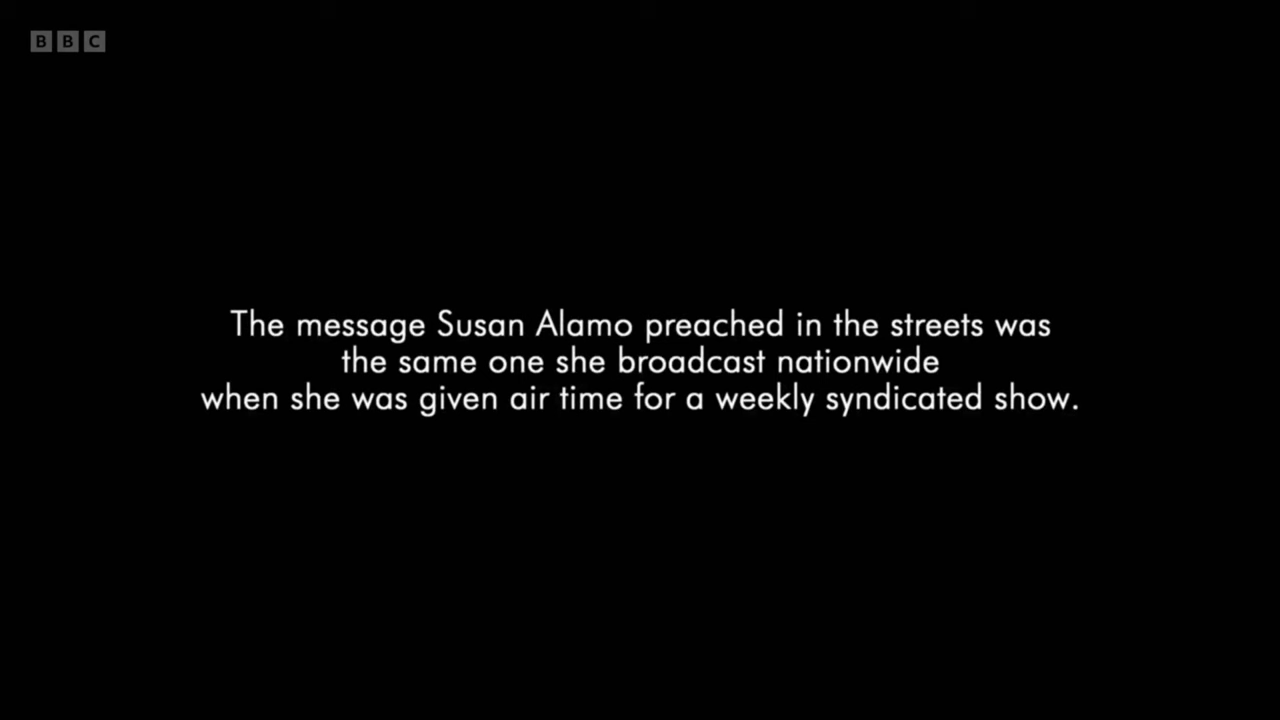 BBC
The message Susan Alamo preached in the streets was
the same one she broadcast nationwide
when she was given air time for a weekly syndicated show.